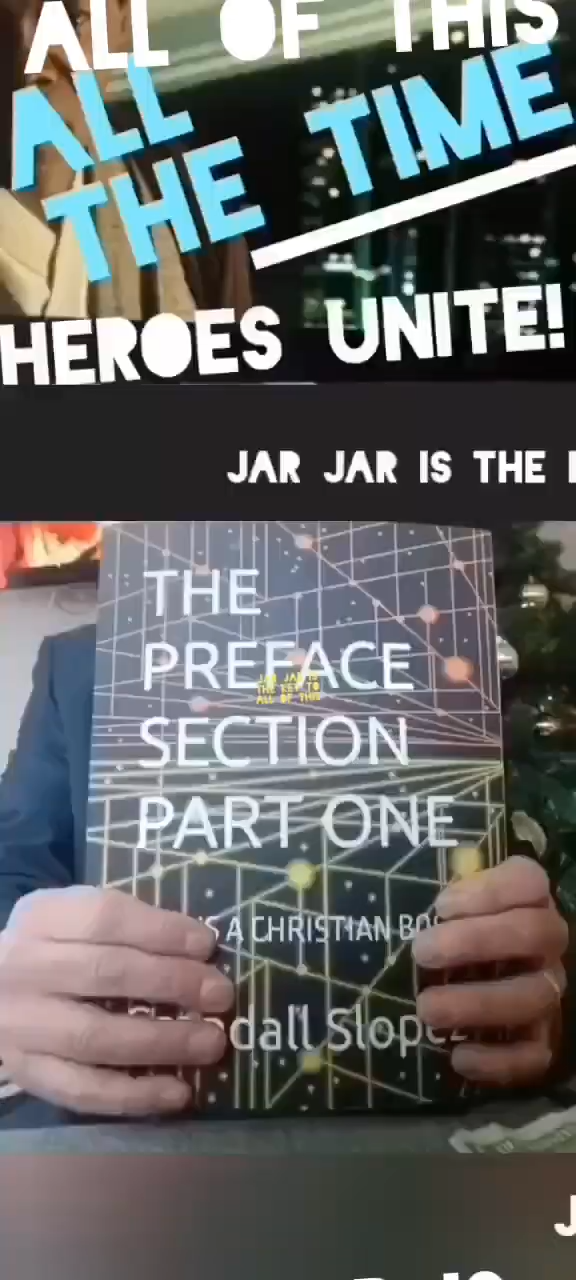 ALL OF THIS
ALL
THE TIME
HEROES UNITE!
JAR JAR IS THE
THE
PREFACE
JAR JAR IS
THE KEY TO
ALL OF THIS
SECTION
PART ONE
A CHRISTIAN